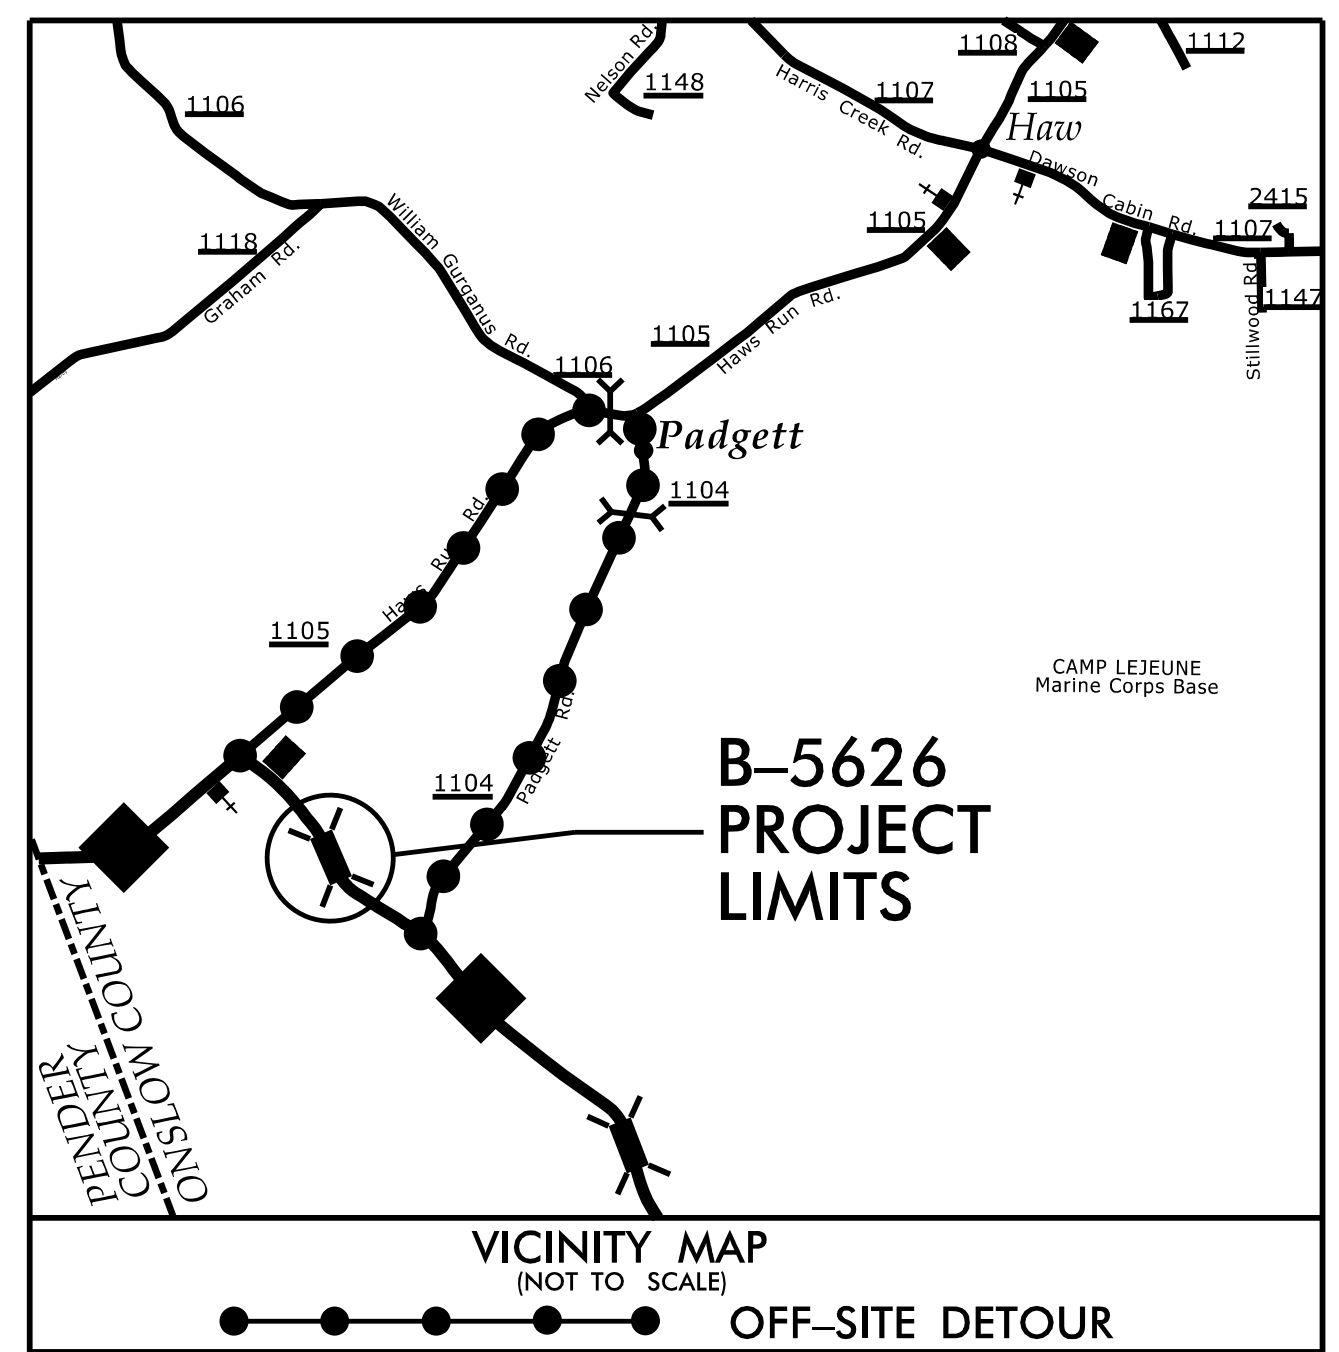 1108
1112
Nelson Rd.
1148
1106
Harris Creek Rd.
1107
1105
Haw
Dawson Cabin Rd.
2415
1105
1107
1118
Graham Rd.
William Gurganus Rd.
1147
1167
Stillwood Rd.
1105
Haws Run Rd.
1106
Padgett
1104
Haws Run Rd.
1105
CAMP LEJEUNE
Marine Corps Base
Padgett Rd.
1104
B–5626
PROJECT
LIMITS
ONSLOW COUNTY
PENDER
COUNTY
VICINITY MAP
(NOT TO SCALE)
OFF–SITE DETOUR